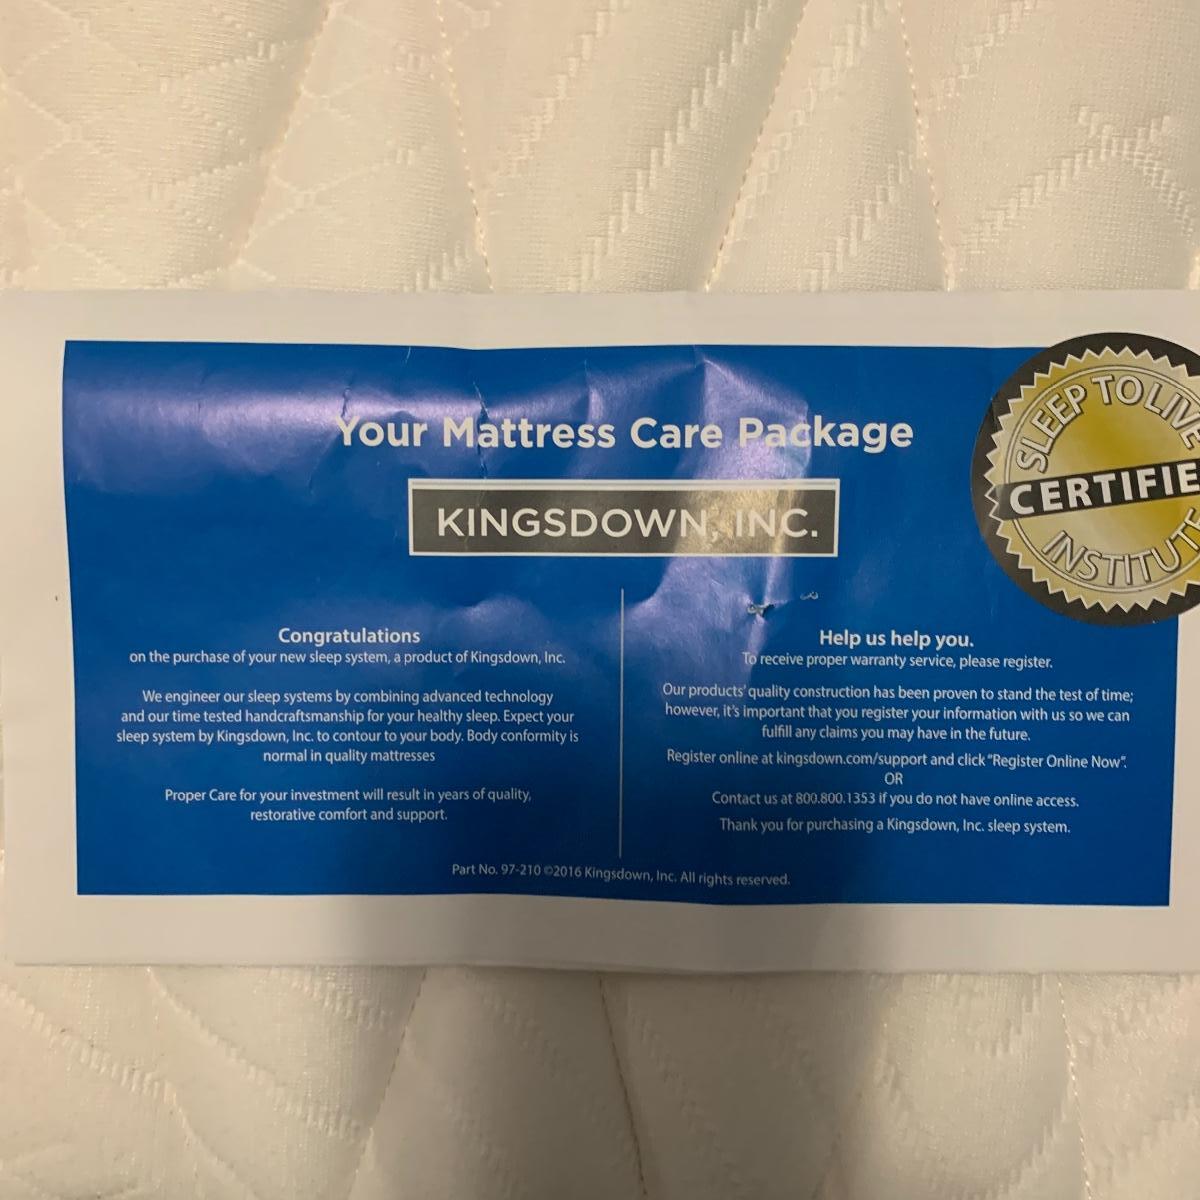 Your Mattress Care Package
KINGSDOWN, INC.
SLEEP TO LIVE
CERTIFIE
INSTITUTE
Congratulations
on the purchase of your new sleep system, a product of Kingsdown, Inc.
We engineer our sleep systems by combining advanced technology
and our time tested handcraftsmanship for your healthy sleep. Expect your
sleep system by Kingsdown, Inc. to contour to your body. Body conformity is
normal in quality mattresses
Proper Care for your investment will result in years of quality,
restorative comfort and support.
Help us help you.
To receive proper warranty service, please register.
Our products' quality construction has been proven to stand the test of time;
however, it's important that you register your information with us so we can
fulfill any claims you may have in the future.
Register online at kingsdown.com/support and click "Register Online Now".
OR
Contact us at 800.800.1353 if you do not have online access.
Thank you for purchasing a Kingsdown, Inc. sleep system.
Part No. 97-210 ©2016 Kingsdown, Inc. All rights reserved.